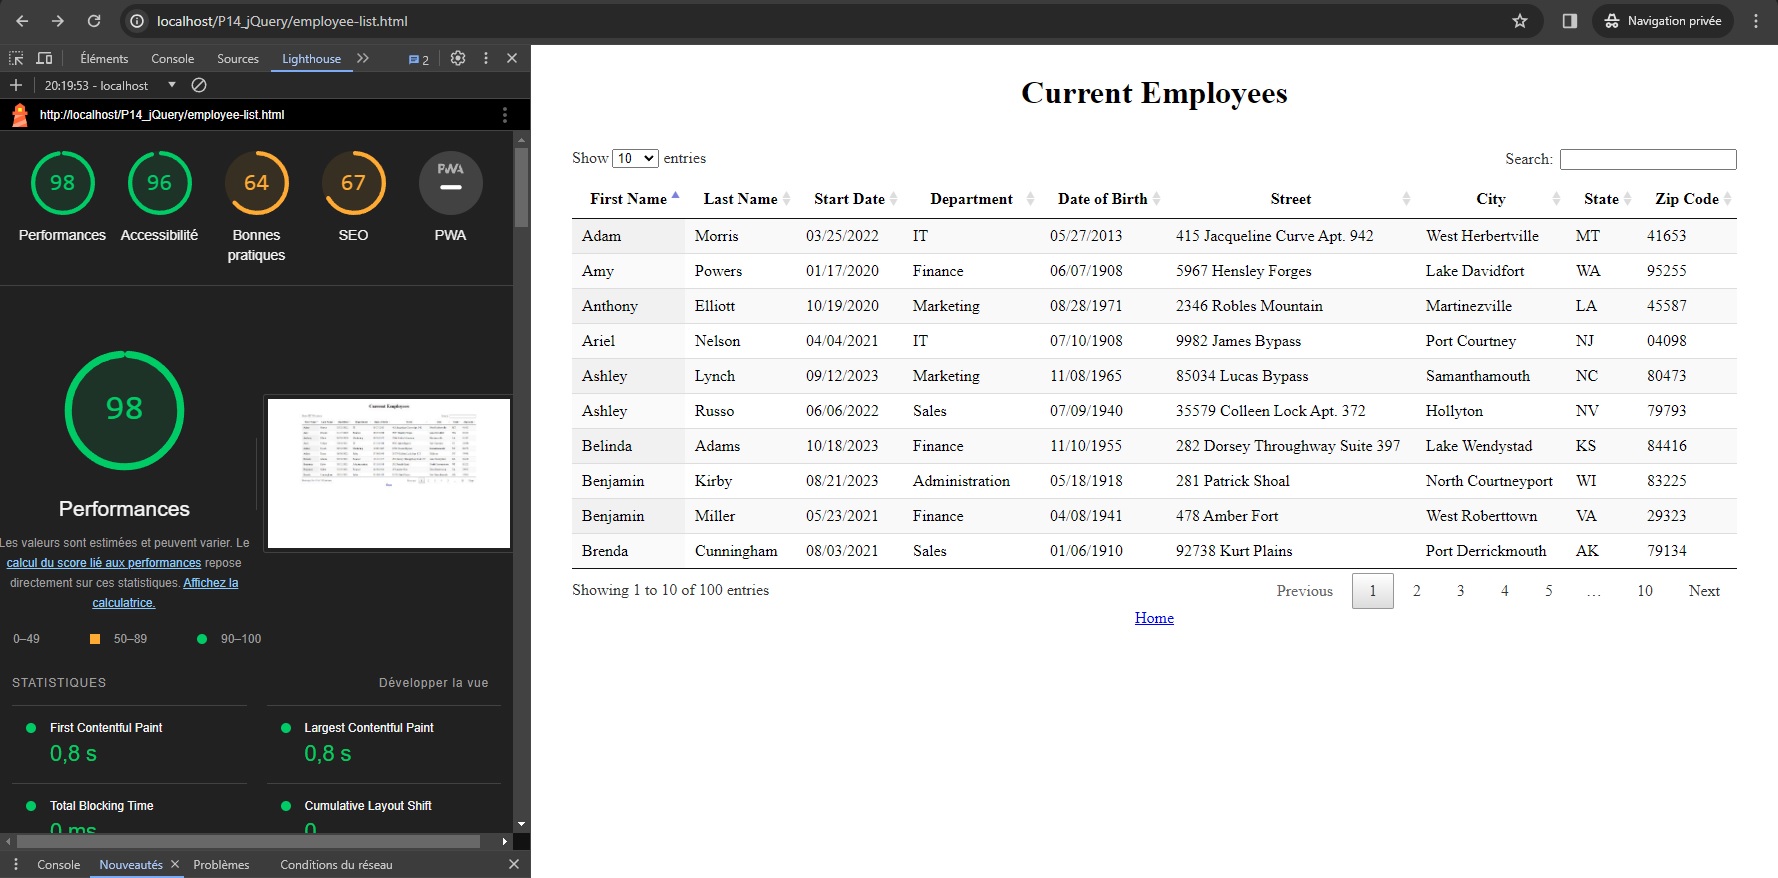 localhost/P14_jQuery/employee-list.html
Navigation privée
Éléments Console Sources Lighthouse 2
20:19:53 - localhost
http://localhost/P14_jQuery/employee-list.html
98 96 64 67 PWA
Performances Accessibilité Bonnes pratiques SEO PWA
98
Performances
Les valeurs sont estimées et peuvent varier. Le
calcul du score lié aux performances repose
directement sur ces statistiques. Affichez la
calculatrice.
0–49 50–89 90–100
STATISTIQUES Développer la vue
First Contentful Paint Largest Contentful Paint
0,8 s 0,8 s
Total Blocking Time Cumulative Layout Shift
0 ms 0
Console Nouveautés Problèmes Conditions du réseau
Current Employees
Show 10 entries Search:
First Name Last Name Start Date Department Date of Birth Street City State Zip Code
Adam Morris 03/25/2022 IT 05/27/2013 415 Jacqueline Curve Apt. 942 West Herbertville MT 41653
Amy Powers 01/17/2020 Finance 06/07/1908 5967 Hensley Forges Lake Davidfort WA 95255
Anthony Elliott 10/19/2020 Marketing 08/28/1971 2346 Robles Mountain Martinezville LA 45587
Ariel Nelson 04/04/2021 IT 07/10/1908 9982 James Bypass Port Courtney NJ 04098
Ashley Lynch 09/12/2023 Marketing 11/08/1965 85034 Lucas Bypass Samanthamouth NC 80473
Ashley Russo 06/06/2022 Sales 07/09/1940 35579 Colleen Lock Apt. 372 Hollyton NV 79793
Belinda Adams 10/18/2023 Finance 11/10/1955 282 Dorsey Throughway Suite 397 Lake Wendystad KS 84416
Benjamin Kirby 08/21/2023 Administration 05/18/1918 281 Patrick Shoal North Courtneyport WI 83225
Benjamin Miller 05/23/2021 Finance 04/08/1941 478 Amber Fort West Roberttown VA 29323
Brenda Cunningham 08/03/2021 Sales 01/06/1910 92738 Kurt Plains Port Derrickmouth AK 79134
Showing 1 to 10 of 100 entries Previous 1 2 3 4 5 … 10 Next
Home